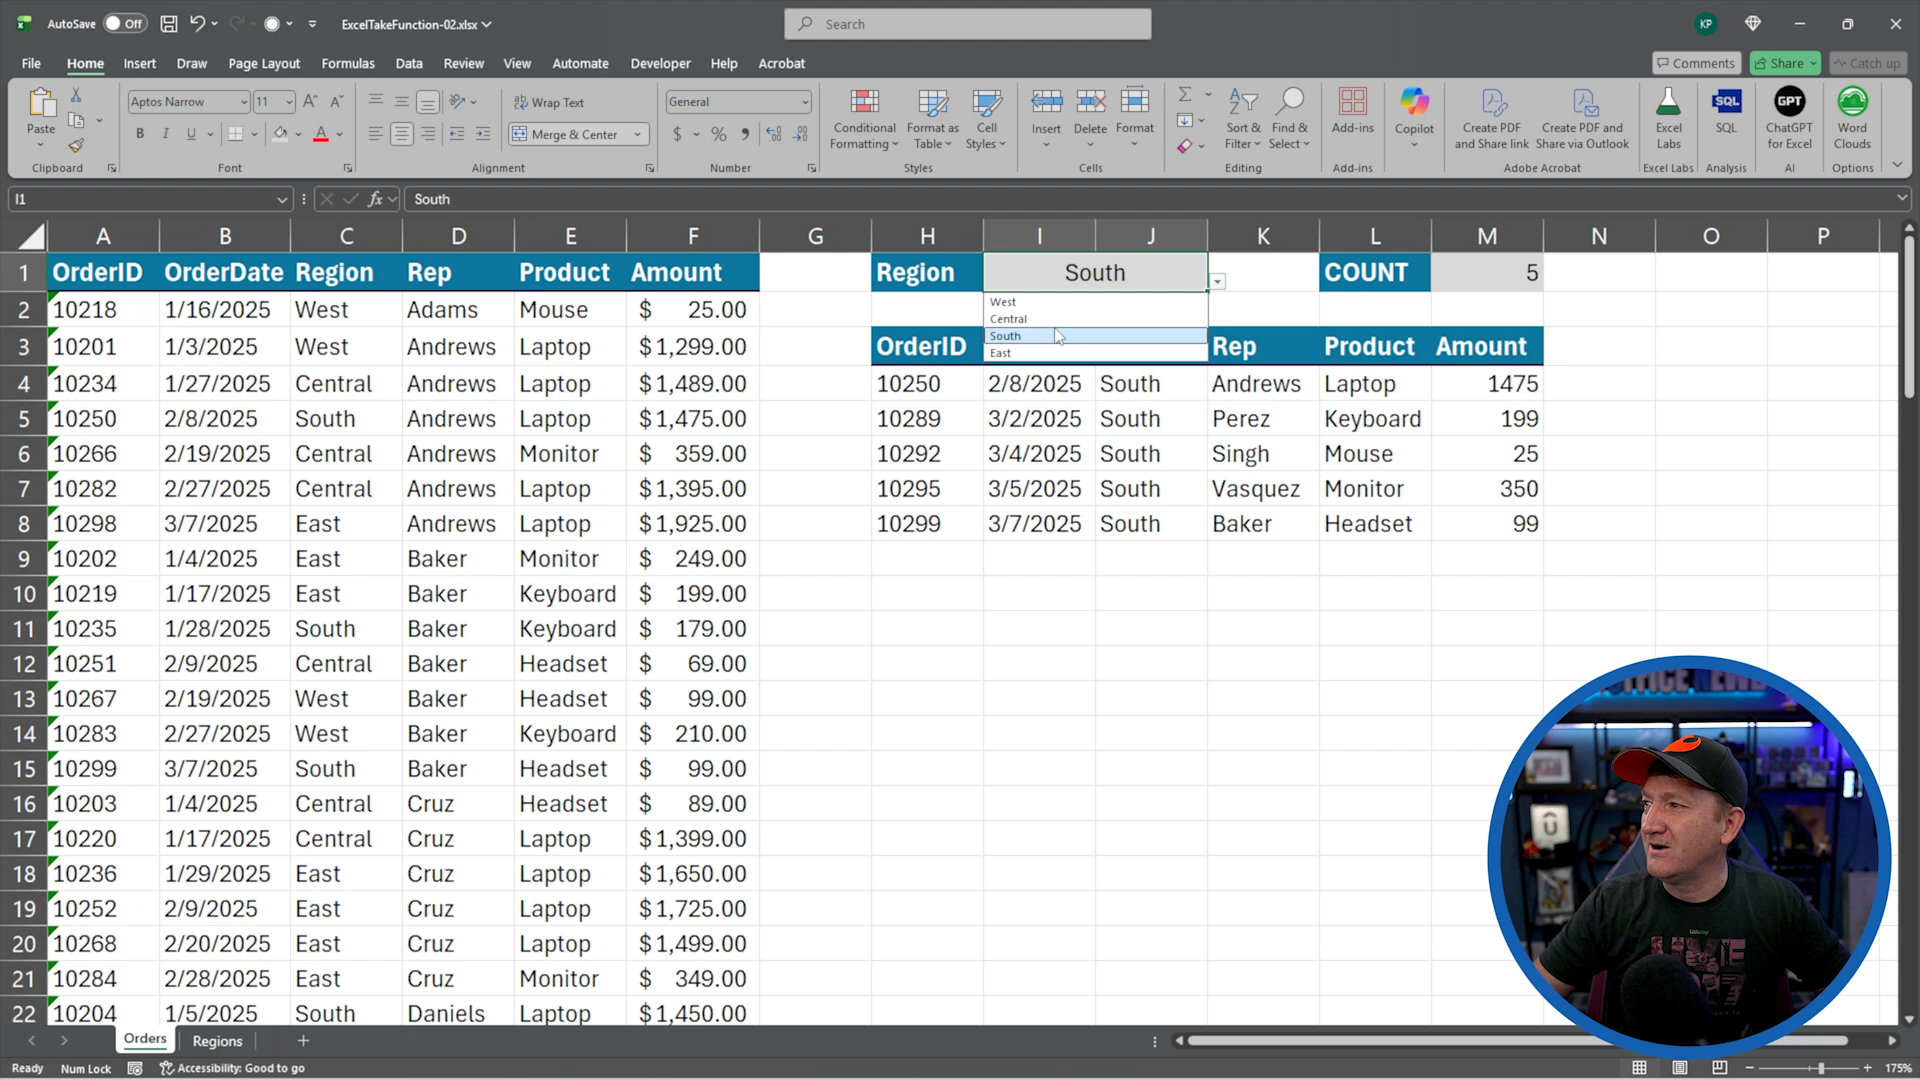 AutoSave Off ExcelTakeFunction-02.xlsx Search KP
File Home Insert Draw Page Layout Formulas Data Review View Automate Developer Help Acrobat Comments Share Catch up
Paste Aptos Narrow 11 Wrap Text General Conditional Formatting Format as Table Cell Styles Insert Delete Format Sort & Filter Find & Select Add-ins Copilot Create PDF and Share link Create PDF and Share via Outlook Excel Labs SQL GPT ChatGPT for Excel Word Clouds
B I U A Merge & Center $ %
Clipboard Font Alignment Number Styles Cells Editing Add-ins Adobe Acrobat Excel Labs Analysis AI Options
I1 fx South
A B C D E F G H I J K L M N O P
1 OrderID OrderDate Region Rep Product Amount Region South COUNT 5
2 10218 1/16/2025 West Adams Mouse $ 25.00
West
Central
South
East
3 10201 1/3/2025 West Andrews Laptop $1,299.00 OrderID Rep Product Amount
4 10234 1/27/2025 Central Andrews Laptop $1,489.00 10250 2/8/2025 South Andrews Laptop 1475
5 10250 2/8/2025 South Andrews Laptop $1,475.00 10289 3/2/2025 South Perez Keyboard 199
6 10266 2/19/2025 Central Andrews Monitor $ 359.00 10292 3/4/2025 South Singh Mouse 25
7 10282 2/27/2025 Central Andrews Laptop $1,395.00 10295 3/5/2025 South Vasquez Monitor 350
8 10298 3/7/2025 East Andrews Laptop $1,925.00 10299 3/7/2025 South Baker Headset 99
9 10202 1/4/2025 East Baker Monitor $ 249.00
10 10219 1/17/2025 East Baker Keyboard $ 199.00
11 10235 1/28/2025 South Baker Keyboard $ 179.00
12 10251 2/9/2025 Central Baker Headset $ 69.00
13 10267 2/19/2025 West Baker Headset $ 99.00
14 10283 2/27/2025 West Baker Keyboard $ 210.00
15 10299 3/7/2025 South Baker Headset $ 99.00
16 10203 1/4/2025 Central Cruz Headset $ 89.00
17 10220 1/17/2025 Central Cruz Laptop $1,399.00
18 10236 1/29/2025 East Cruz Laptop $1,650.00
19 10252 2/9/2025 East Cruz Laptop $1,725.00
20 10268 2/20/2025 East Cruz Laptop $1,499.00
21 10284 2/28/2025 East Cruz Monitor $ 349.00
22 10204 1/5/2025 South Daniels Laptop $1,450.00
Udemy
Orders Regions
Ready Num Lock Accessibility: Good to go 175%